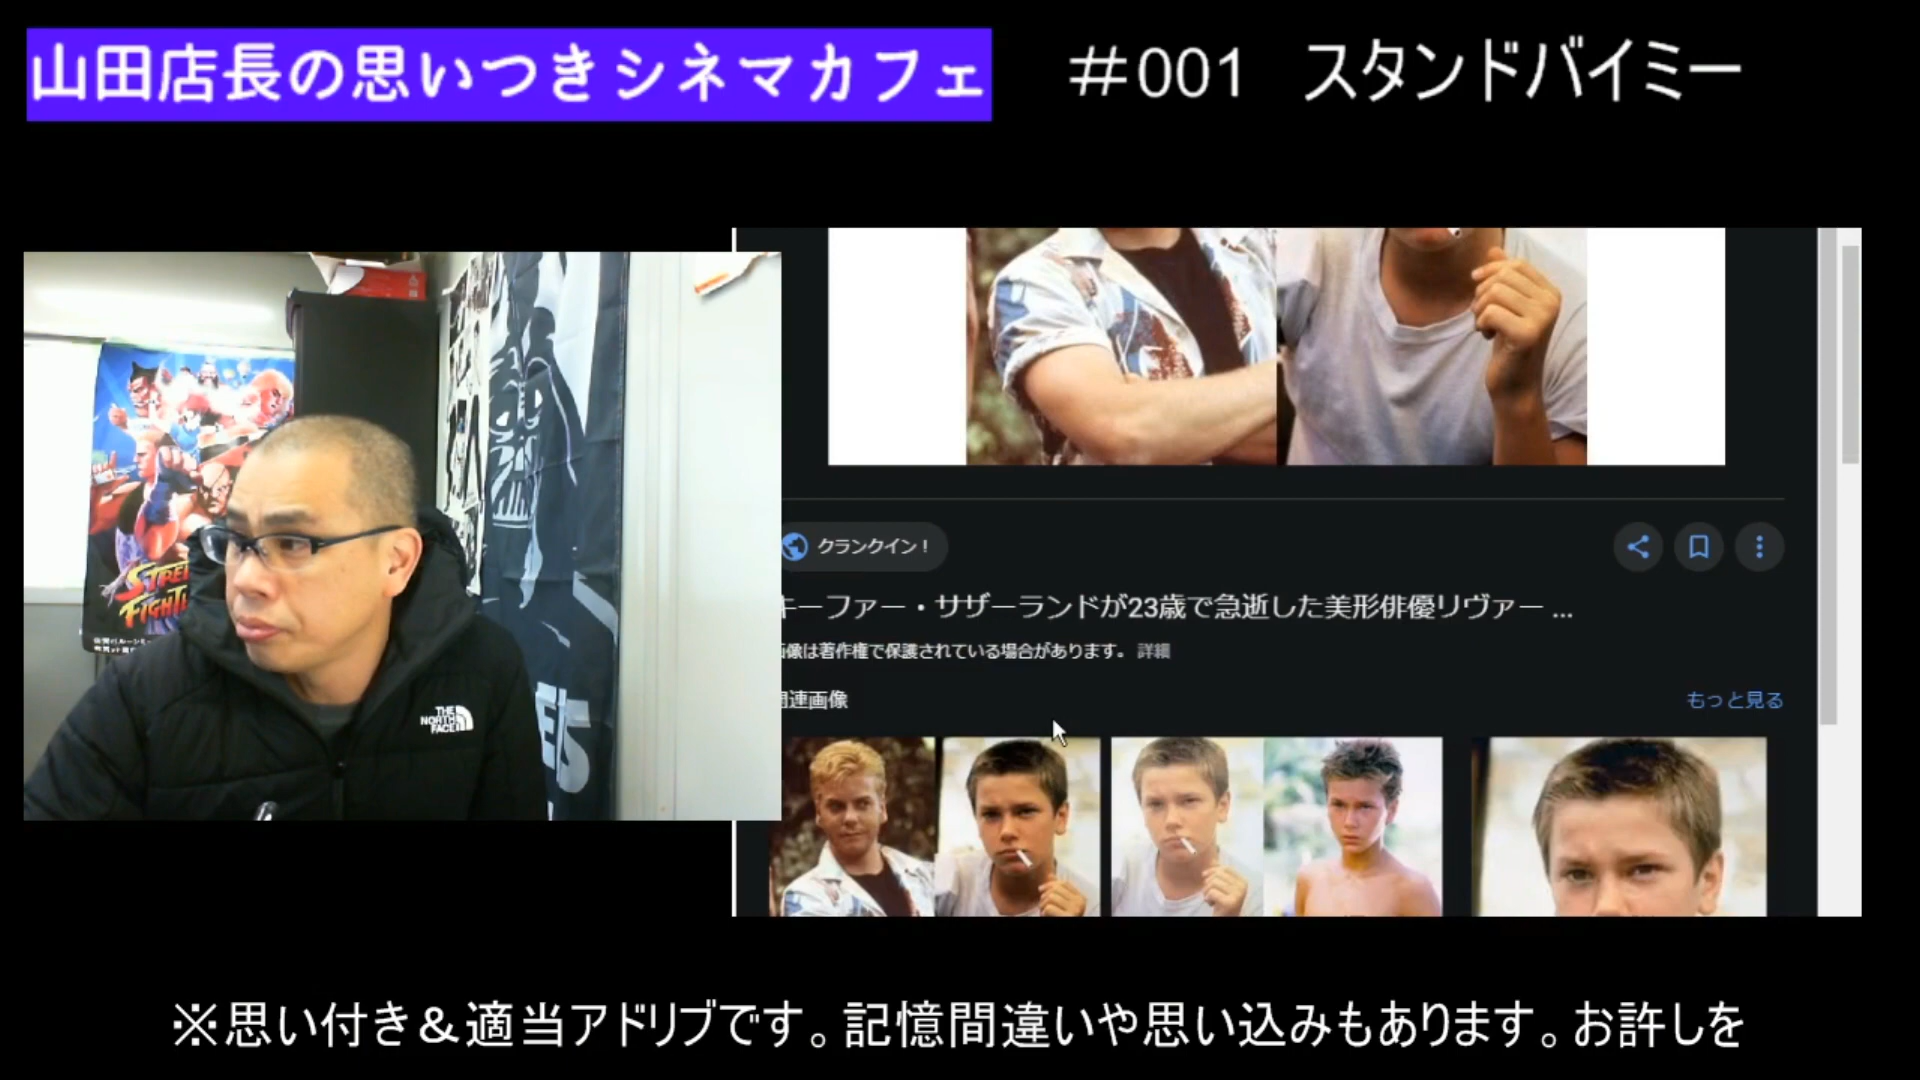 山田店長の思いつきシネマカフェ
＃001　スタンドバイミー
STREE
FIGHTE
THE
NORTH
FACE
クランクイン！
キーファー・サザーランドが23歳で急逝した美形俳優リヴァー ...
像は著作権で保護されている場合があります。 詳細
連画像
もっと見る
※思い付き＆適当アドリブです。記憶間違いや思い込みもあります。お許しを